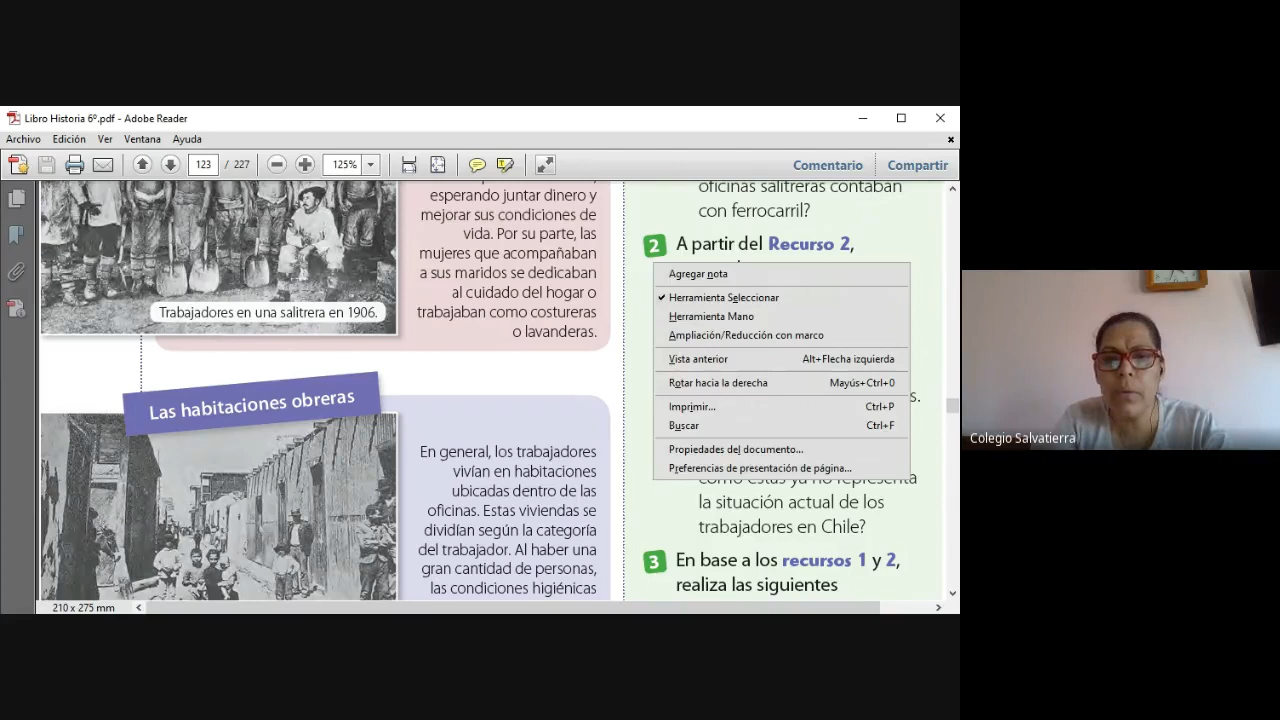 Libro Historia 6º.pdf - Adobe Reader
Archivo Edición Ver Ventana Ayuda
123 / 227 125% Comentario Compartir
esperando juntar dinero y
mejorar sus condiciones de
vida. Por su parte, las
mujeres que acompañaban
a sus maridos se dedicaban
al cuidado del hogar o
trabajaban como costureras
o lavanderas.
Trabajadores en una salitrera en 1906.
Las habitaciones obreras
En general, los trabajadores
vivían en habitaciones
ubicadas dentro de las
oficinas. Estas viviendas se
dividían según la categoría
del trabajador. Al haber una
gran cantidad de personas,
las condiciones higiénicas
oficinas salitreras contaban
con ferrocarril?
2 A partir del Recurso 2,
Agregar nota
Herramienta Seleccionar
Herramienta Mano
Ampliación/Reducción con marco
Vista anterior Alt+Flecha izquierda
Rotar hacia la derecha Mayús+Ctrl+0
Imprimir... Ctrl+P
Buscar Ctrl+F
Propiedades del documento...
Preferencias de presentación de página...
s.
como estas ya no representa
la situación actual de los
trabajadores en Chile?
3 En base a los recursos 1 y 2,
realiza las siguientes
210 x 275 mm
Colegio Salvatierra